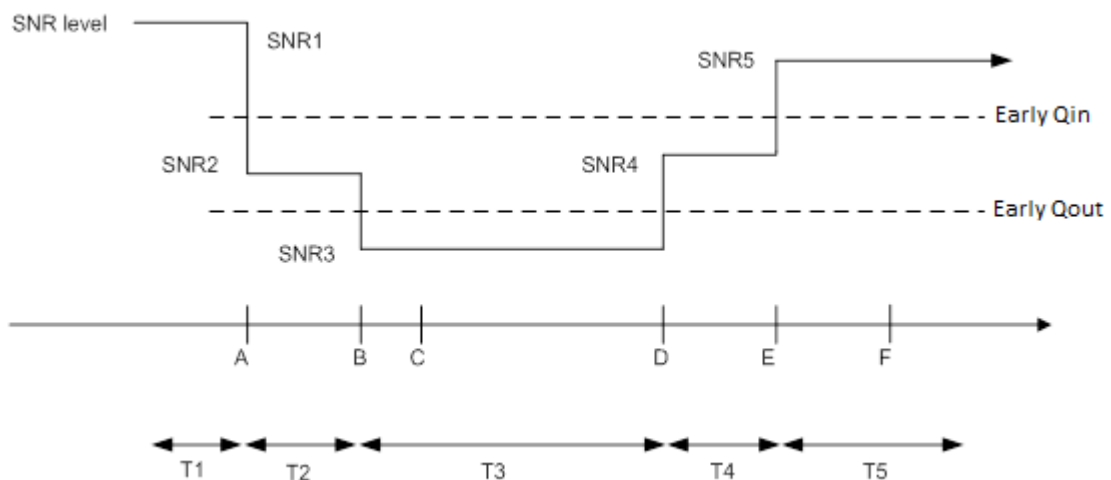 SNR level
SNR1
SNR5
Early Qin
SNR2
SNR4
Early Qout
SNR3
A B C D E F
T1 T2 T3 T4 T5